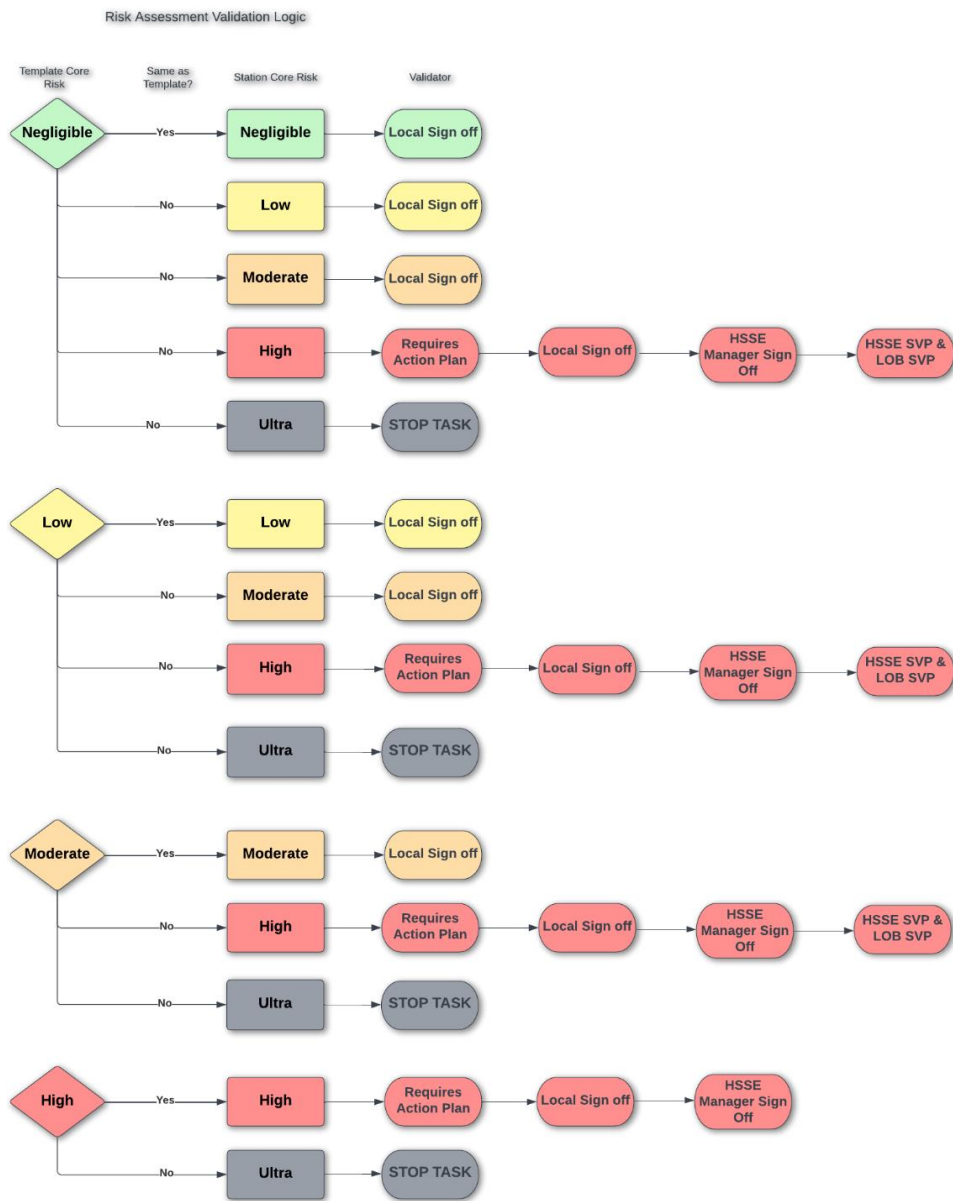 Risk Assessment Validation Logic
Template Core
Risk
Same as
Template?
Station Core Risk
Validator
Negligible
Yes
Negligible
Local Sign off
No
Low
Local Sign off
No
Moderate
Local Sign off
No
High
Requires
Action Plan
Local Sign off
HSSE
Manager Sign
Off
HSSE SVP &
LOB SVP
No
Ultra
STOP TASK
Low
Yes
Low
Local Sign off
No
Moderate
Local Sign off
No
High
Requires
Action Plan
Local Sign off
HSSE
Manager Sign
Off
HSSE SVP &
LOB SVP
No
Ultra
STOP TASK
Moderate
Yes
Moderate
Local Sign off
No
High
Requires
Action Plan
Local Sign off
HSSE
Manager Sign
Off
HSSE SVP &
LOB SVP
No
Ultra
STOP TASK
High
Yes
High
Requires
Action Plan
Local Sign off
HSSE
Manager Sign
Off
No
Ultra
STOP TASK